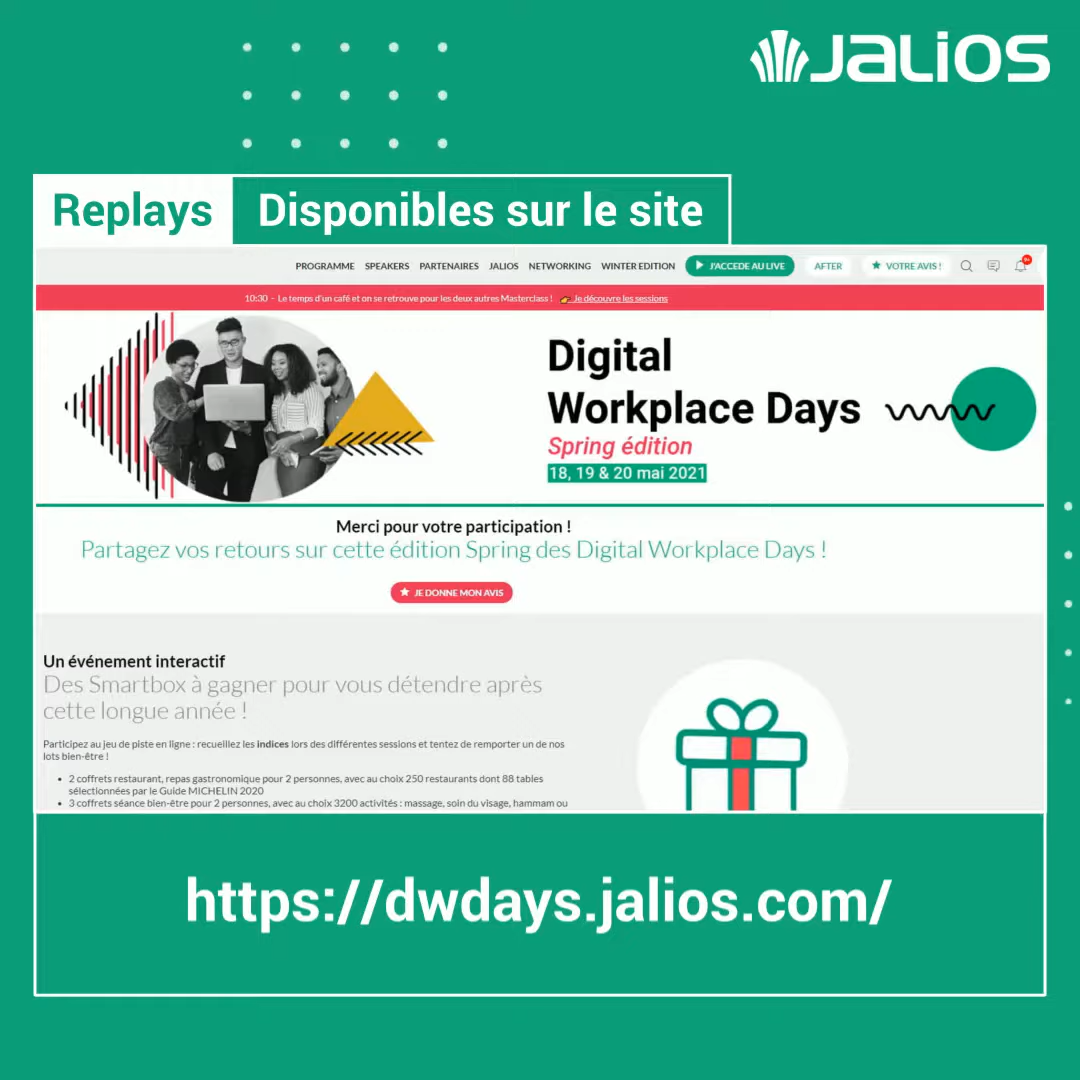 JALIOS
Replays Disponibles sur le site
PROGRAMME SPEAKERS PARTENAIRES JALIOS NETWORKING WINTER EDITION J'ACCEDE AU LIVE AFTER VOTRE AVIS ! 9+
10:30 - Le temps d'un café et on se retrouve pour les deux autres Masterclass ! Je découvre les sessions
Digital
Workplace Days
Spring édition
18, 19 & 20 mai 2021
Merci pour votre participation !
Partagez vos retours sur cette édition Spring des Digital Workplace Days !
JE DONNE MON AVIS
Un événement interactif
Des Smartbox à gagner pour vous détendre après
cette longue année !
Participez au jeu de piste en ligne : recueillez les indices lors des différentes sessions et tentez de remporter un de nos
lots bien-être !
• 2 coffrets restaurant, repas gastronomique pour 2 personnes, avec au choix 250 restaurants dont 88 tables
sélectionnées par le Guide MICHELIN 2020
• 3 coffrets séance bien-être pour 2 personnes, avec au choix 3200 activités : massage, soin du visage, hammam ou
https://dwdays.jalios.com/